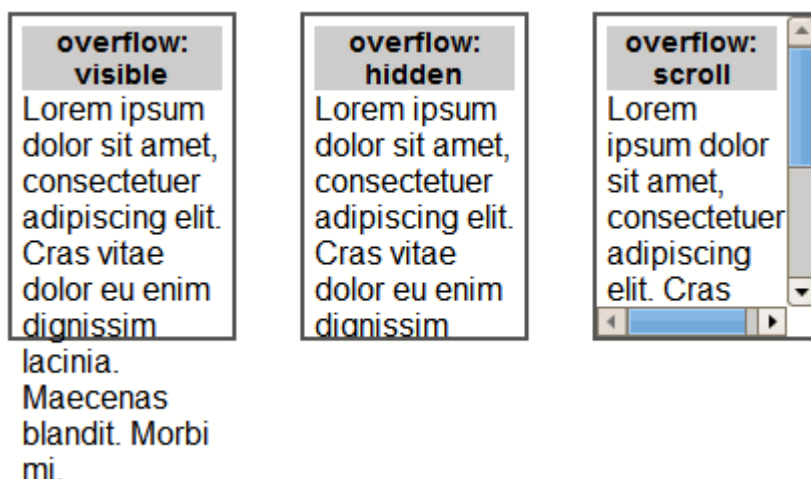 overflow:
visible
Lorem ipsum
dolor sit amet,
consectetuer
adipiscing elit.
Cras vitae
dolor eu enim
dignissim
lacinia.
Maecenas
blandit. Morbi
mi.
overflow:
hidden
Lorem ipsum
dolor sit amet,
consectetuer
adipiscing elit.
Cras vitae
dolor eu enim
dignissim
overflow:
scroll
Lorem
ipsum dolor
sit amet,
consectetuer
adipiscing
elit. Cras